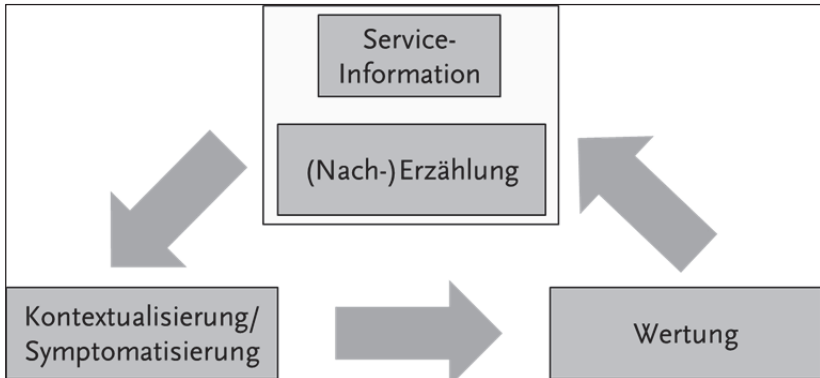 Service-
Information
(Nach-) Erzählung
Kontextualisierung/
Symptomatisierung
Wertung